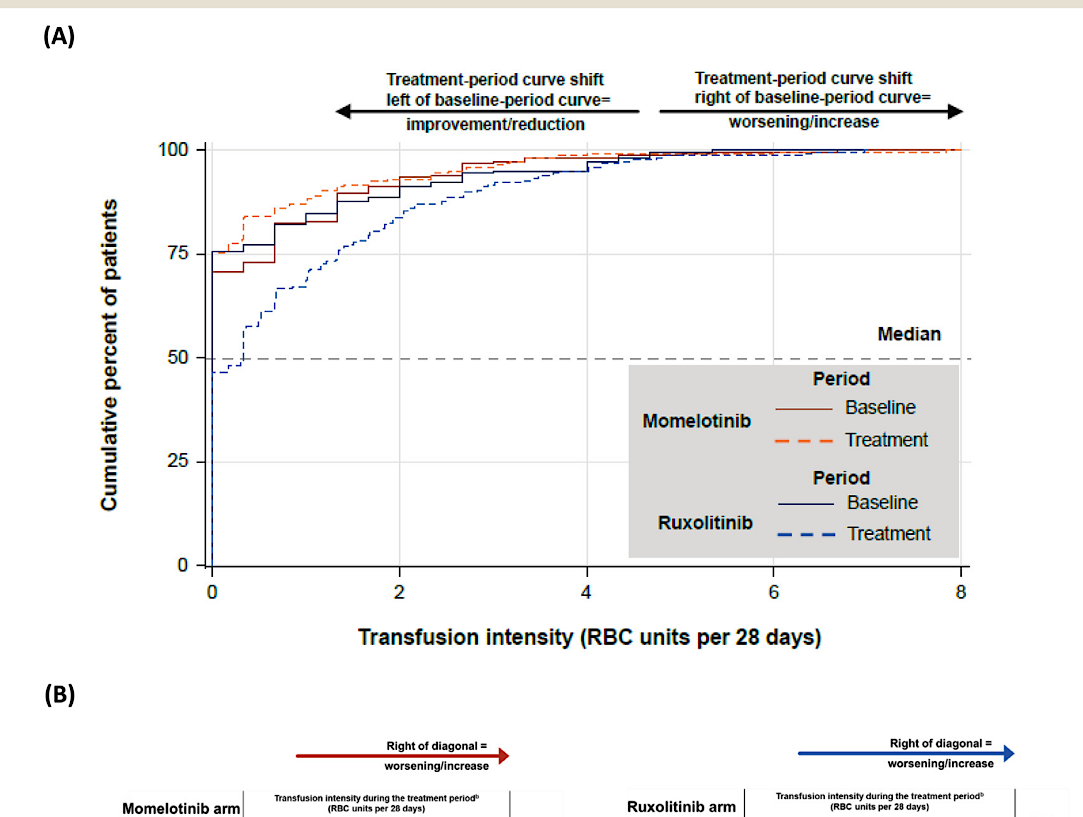 (A)
Treatment-period curve shift
left of baseline-period curve=
improvement/reduction
Treatment-period curve shift
right of baseline-period curve=
worsening/increase
Cumulative percent of patients
100
75
50
25
0
Median
Period
Momelotinib
Baseline
Treatment
Period
Ruxolitinib
Baseline
Treatment
0 2 4 6 8
Transfusion intensity (RBC units per 28 days)
(B)
Right of diagonal =
worsening/increase
Momelotinib arm
Transfusion intensity during the treatment periodᵇ
(RBC units per 28 days)
Right of diagonal =
worsening/increase
Ruxolitinib arm
Transfusion intensity during the treatment periodᵇ
(RBC units per 28 days)